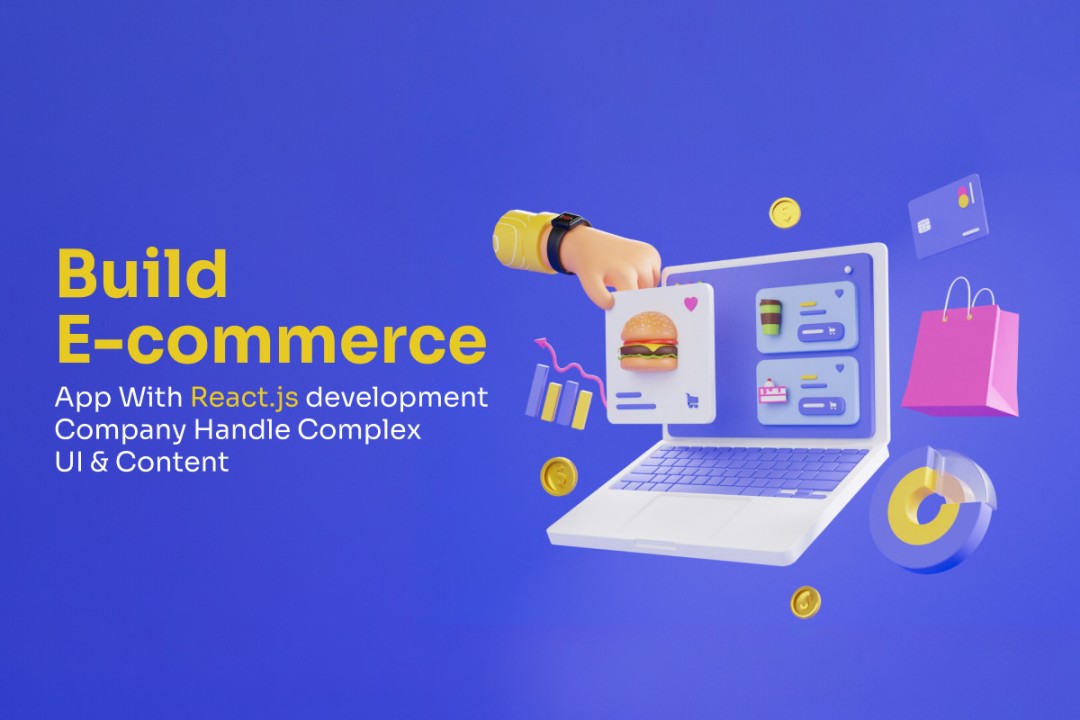 Build
E-commerce
App With React.js development
Company Handle Complex
UI & Content